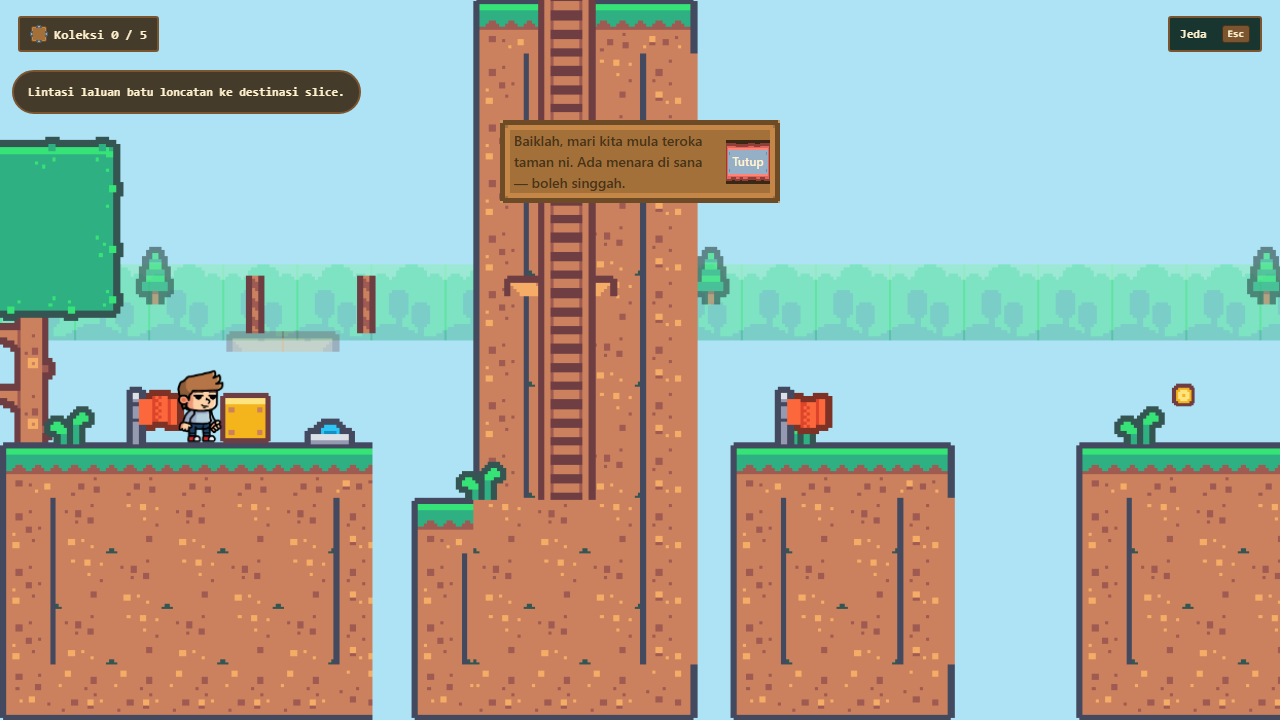 Koleksi 0 / 5
Jeda Esc
Lintasi laluan batu loncatan ke destinasi slice.
Baiklah, mari kita mula teroka
taman ni. Ada menara di sana
— boleh singgah.
Tutup